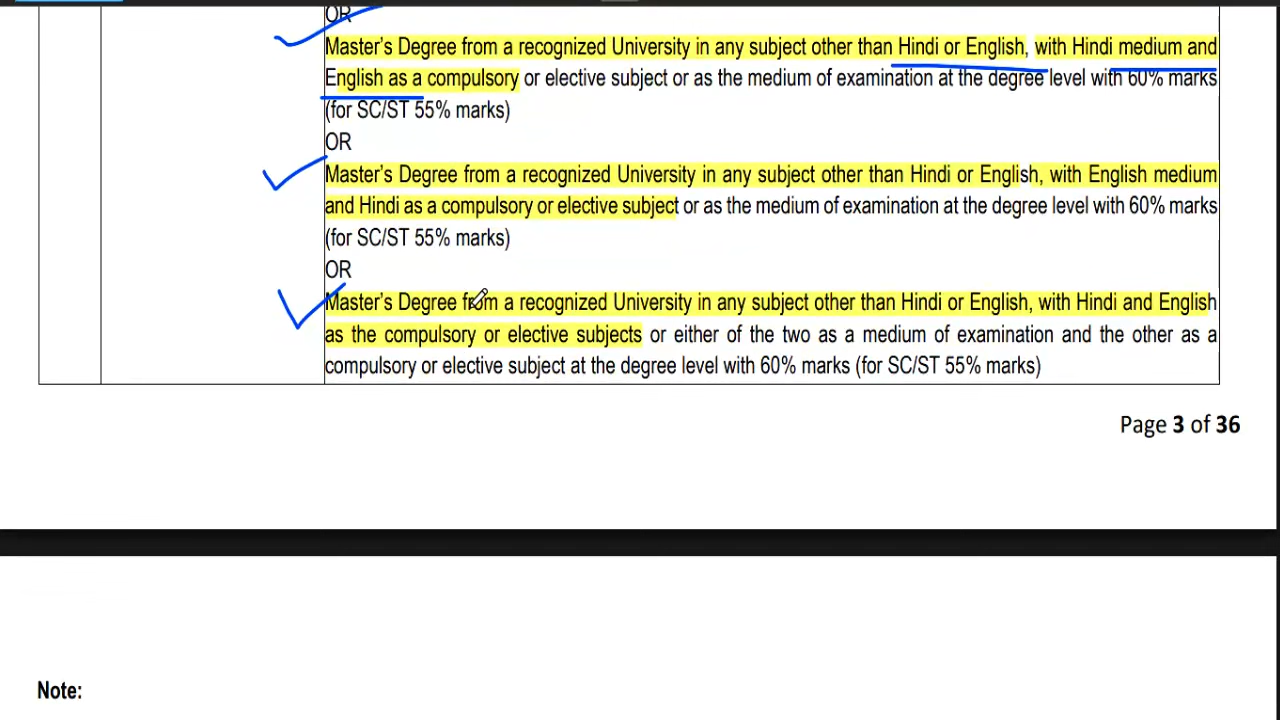 OR
Master's Degree from a recognized University in any subject other than Hindi or English, with Hindi medium and
English as a compulsory or elective subject or as the medium of examination at the degree level with 60% marks
(for SC/ST 55% marks)
OR
Master's Degree from a recognized University in any subject other than Hindi or English, with English medium
and Hindi as a compulsory or elective subject or as the medium of examination at the degree level with 60% marks
(for SC/ST 55% marks)
OR
Master's Degree from a recognized University in any subject other than Hindi or English, with Hindi and English
as the compulsory or elective subjects or either of the two as a medium of examination and the other as a
compulsory or elective subject at the degree level with 60% marks (for SC/ST 55% marks)
Page 3 of 36
Note: